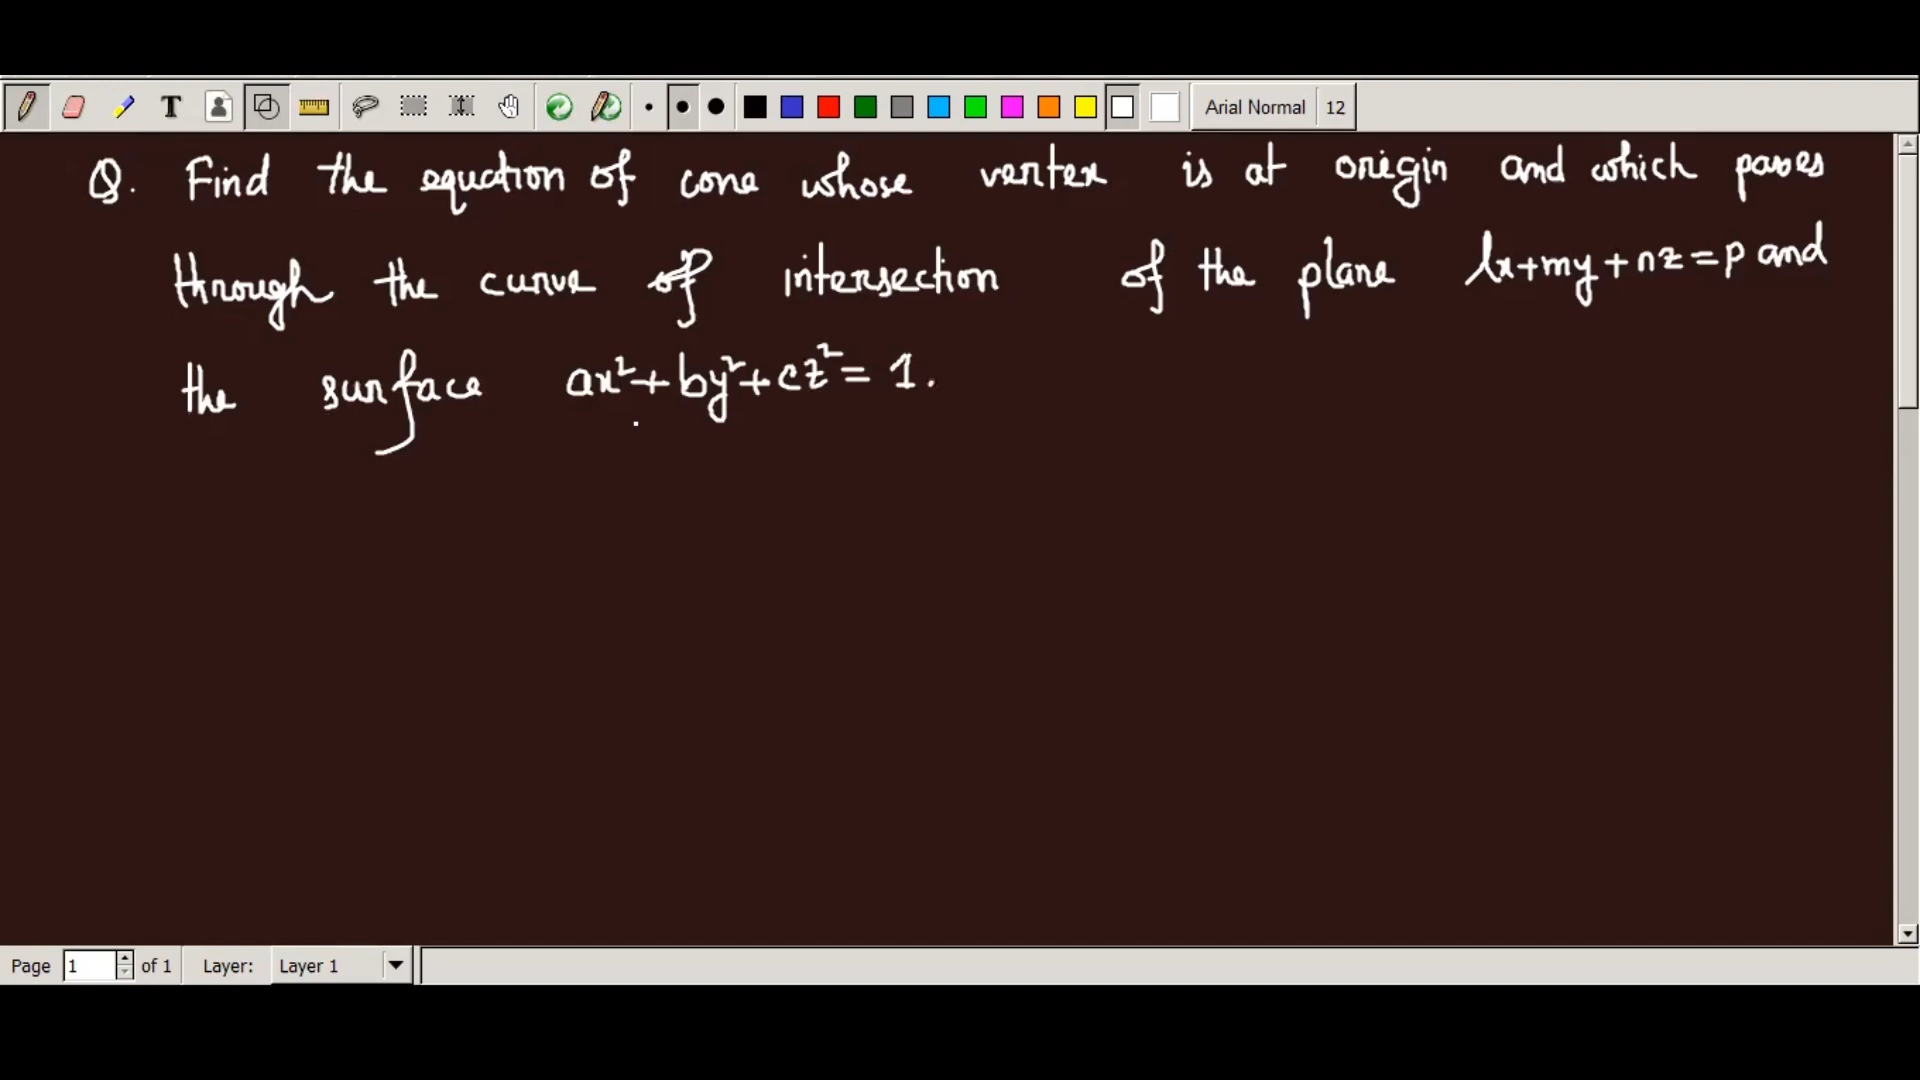 T Arial Normal 12
Q. Find the equation of cone whose vertex is at origin and which passes
through the curve of intersection of the plane lx+my+nz=p and
the surface ax²+by²+cz²=1.
Page 1 of 1 Layer: Layer 1